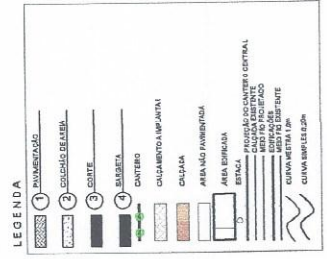 LEGENDA
1 PAVIMENTAÇÃO
2 COLCHÃO DE AREIA
3 CORTE
4 SARGETA
CANTEIRO
CALÇAMENTO A IMPLANTAR
CALÇADA
ÁREA NÃO PAVIMENTADA
ÁREA EDIFICADA
ESTACA
PROJEÇÃO DO CANTEIRO CENTRAL
CALÇADA EXISTENTE
MEIO FIO PROJETADO
EDIFICAÇÕES
MEIO FIO EXISTENTE
CURVA MESTRA 1,0m
CURVA SIMPLES 0,20m